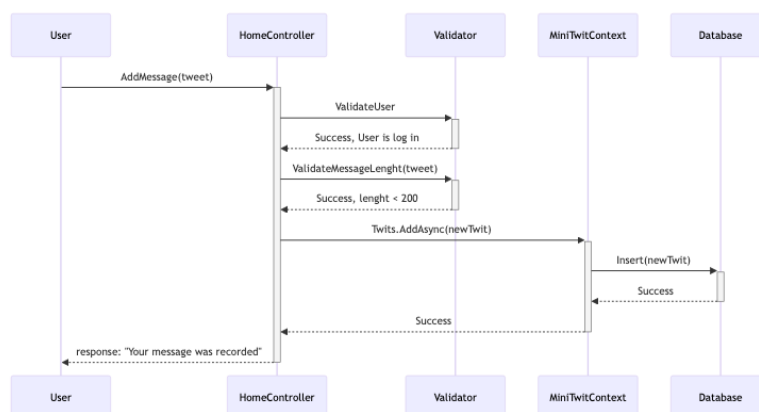 User HomeController Validator MiniTwitContext Database
AddMessage(tweet)
ValidateUser
Success, User is log in
ValidateMessageLenght(tweet)
Success, lenght < 200
Twits.AddAsync(newTwit)
Insert(newTwit)
Success
Success
response: "Your message was recorded"
User HomeController Validator MiniTwitContext Database